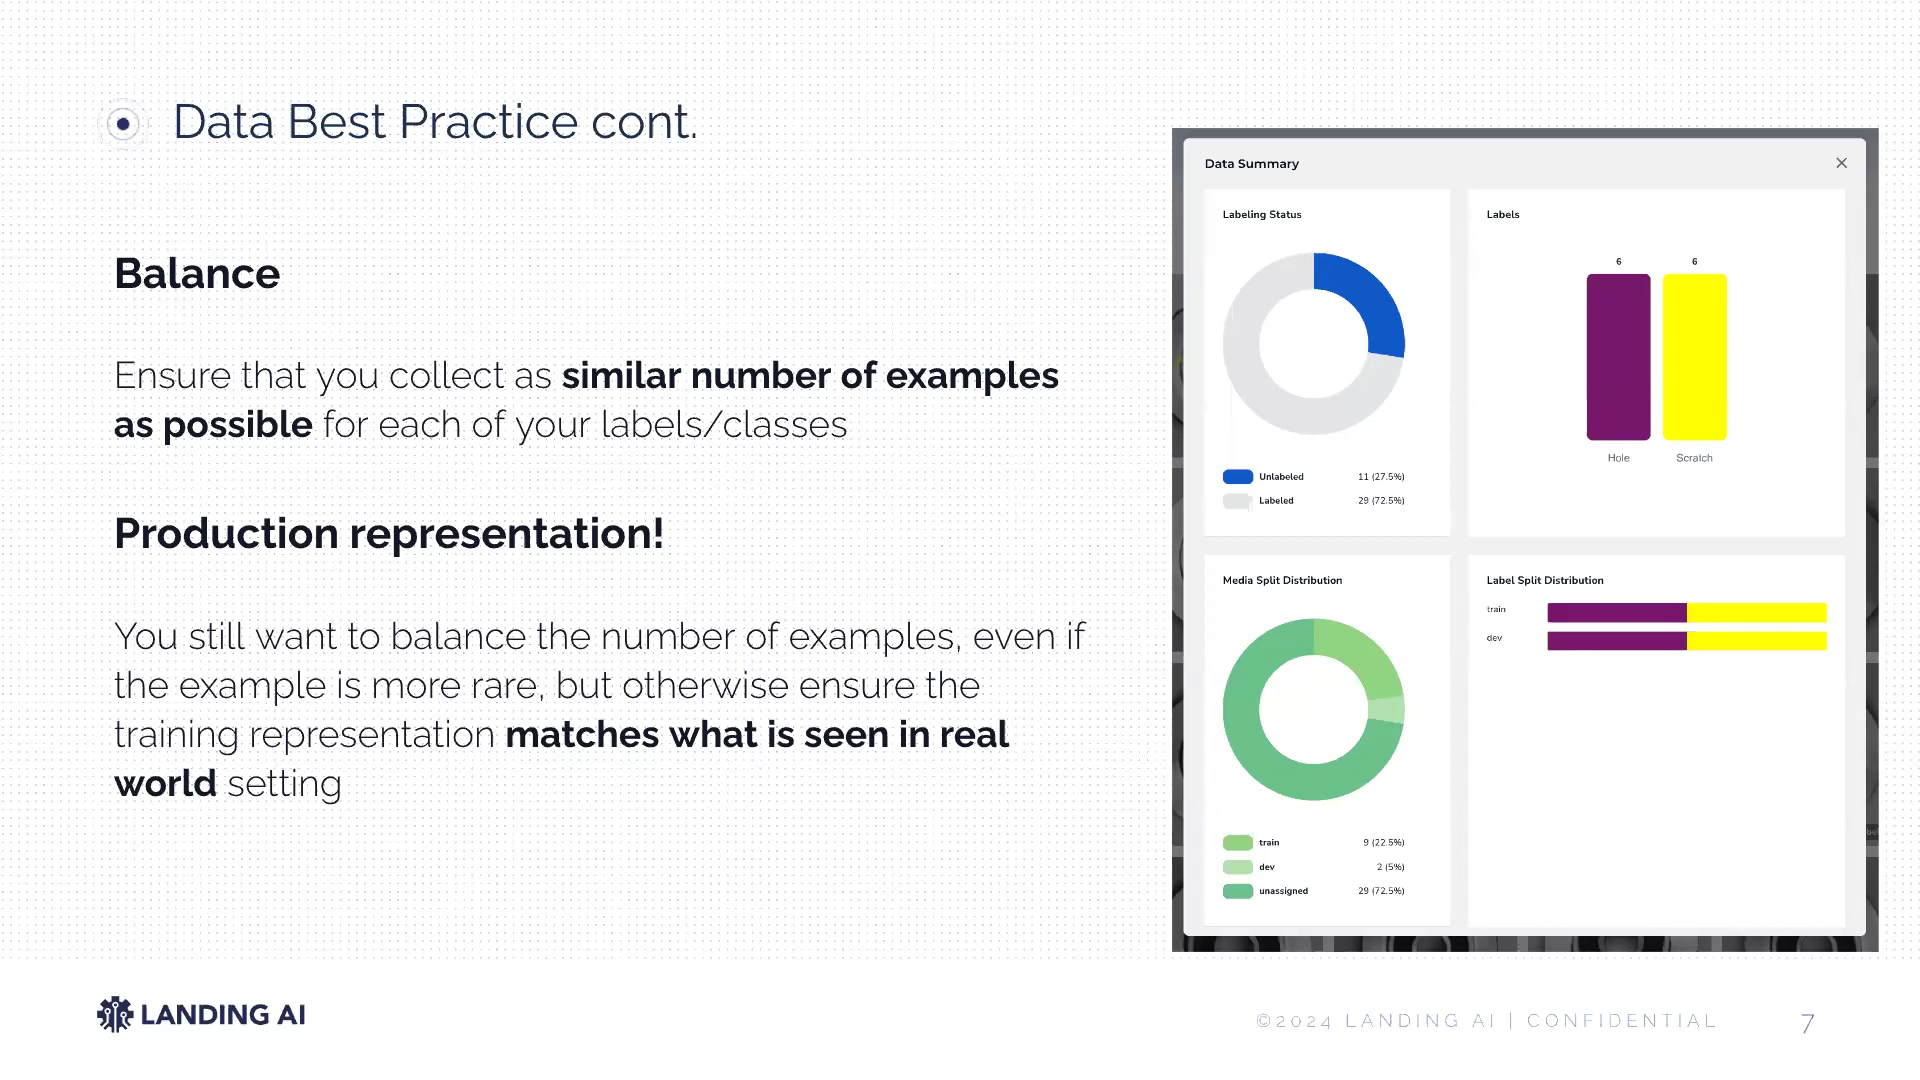 Data Best Practice cont.
Balance
Ensure that you collect as similar number of examples
as possible for each of your labels/classes
Production representation!
You still want to balance the number of examples, even if
the example is more rare, but otherwise ensure the
training representation matches what is seen in real
world setting
Data Summary
Labeling Status
Unlabeled 11 (27.5%)
Labeled 29 (72.5%)
Labels
6 6
Hole Scratch
Media Split Distribution
train 9 (22.5%)
dev 2 (5%)
unassigned 29 (72.5%)
Label Split Distribution
train
dev
LANDING AI
©2024 LANDING AI | CONFIDENTIAL
7